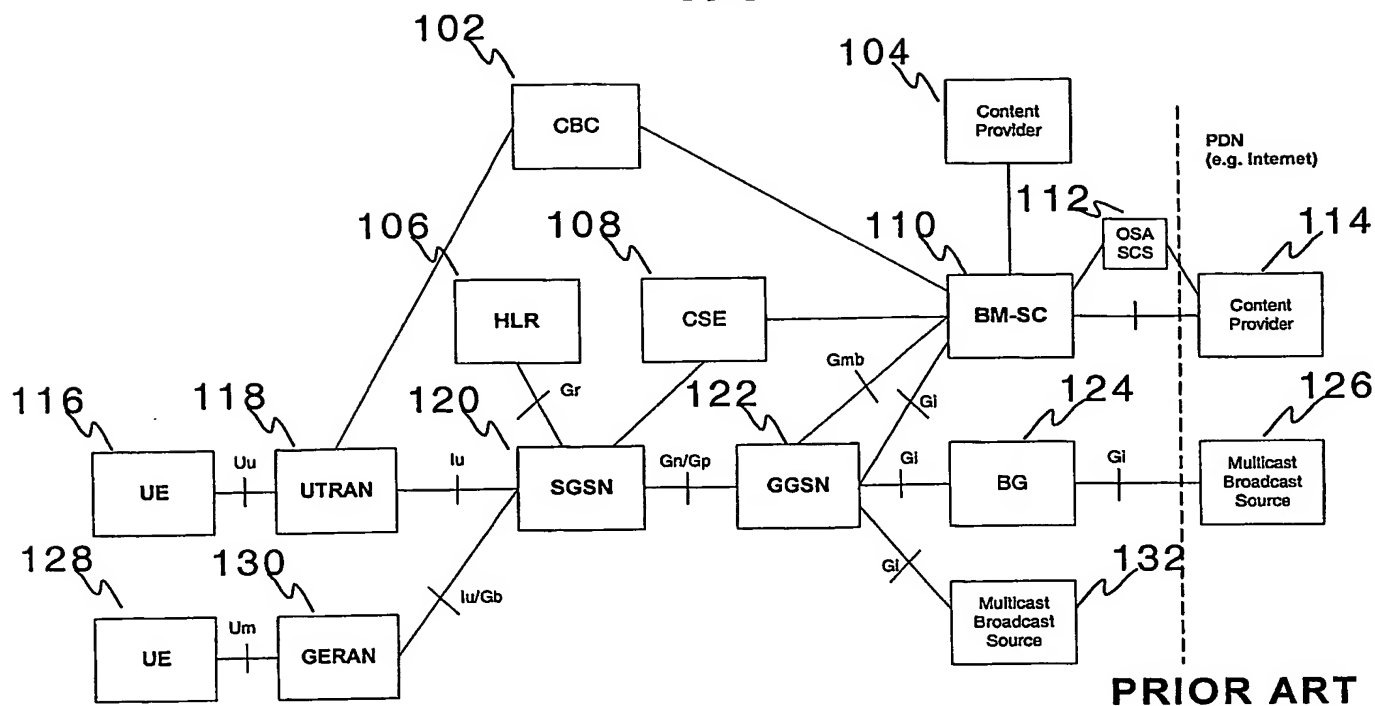 102
CBC
104
Content
Provider
PDN
(e.g. Internet)
106
HLR
108
CSE
110
BM-SC
112
OSA
SCS
114
Content
Provider
Gmb
Gi
Gr
116
UE
Uu
118
UTRAN
Iu
120
SGSN
Gn/Gp
122
GGSN
Gi
124
BG
Gi
126
Multicast
Broadcast
Source
128
UE
Um
130
GERAN
Iu/Gb
Gi
132
Multicast
Broadcast
Source
PRIOR ART